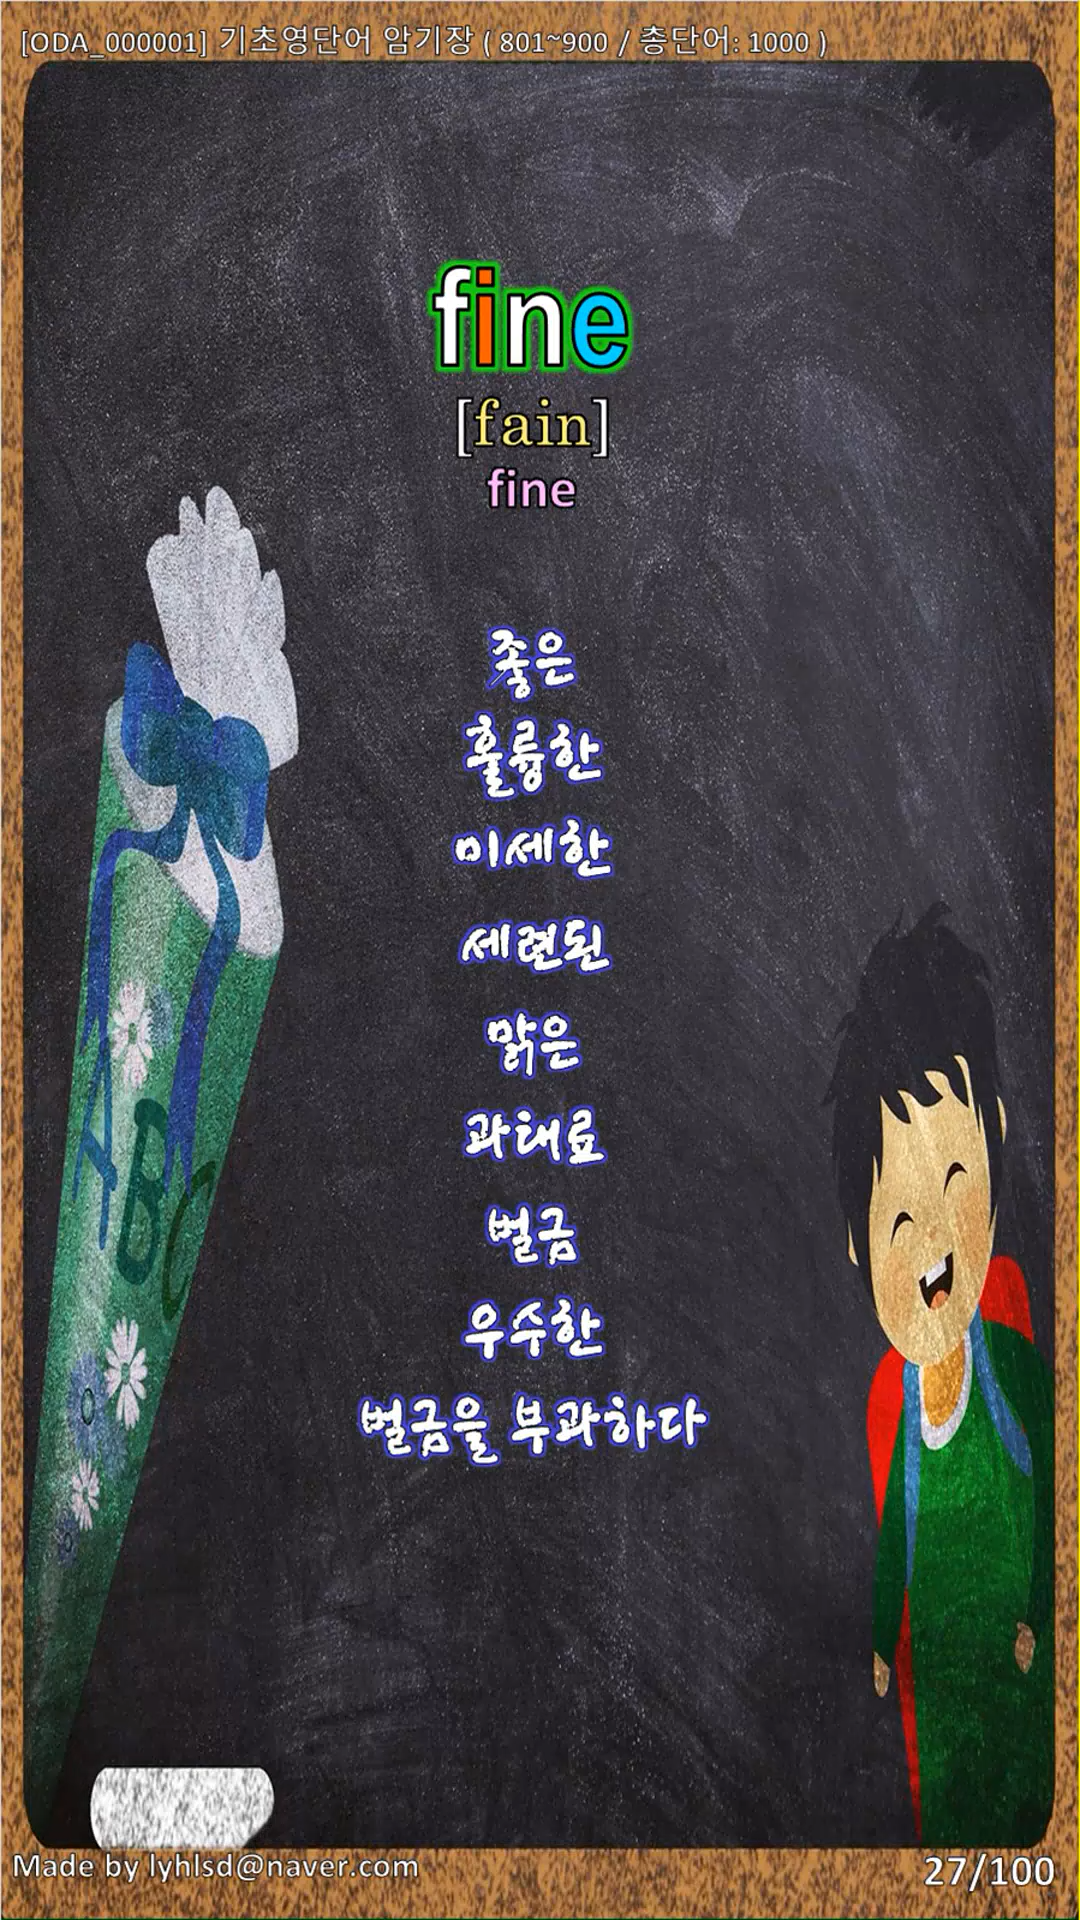 [ODA_000001] 기초영단어 암기장 ( 801~900 / 총단어: 1000 )
fine
[fain]
fine
좋은
훌륭한
미세한
세련된
맑은
과태료
벌금
우수한
벌금을 부과하다
ABC
Made by lyhlsd@naver.com
27/100